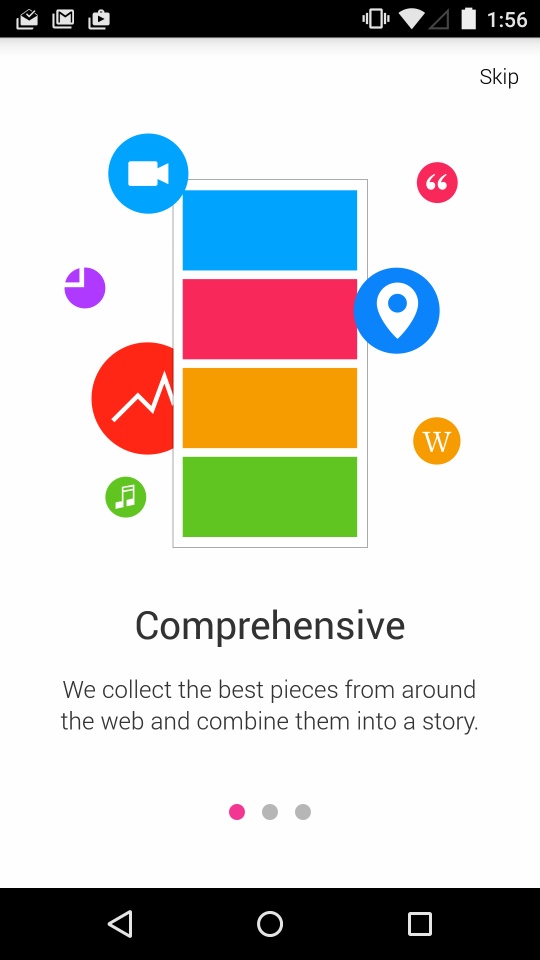 1:56
Skip
W
Comprehensive
We collect the best pieces from around
the web and combine them into a story.